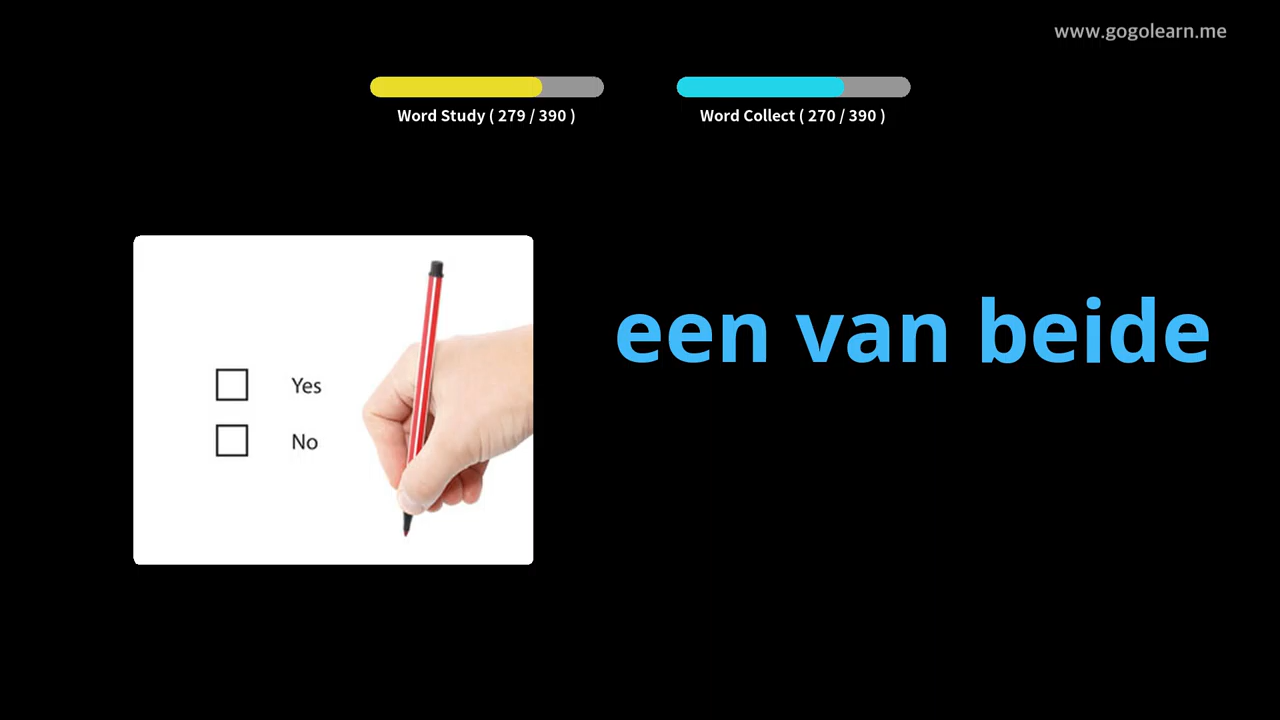 www.gogolearn.me
Word Study ( 279 / 390 )
Word Collect ( 270 / 390 )
een van beide
Yes
No